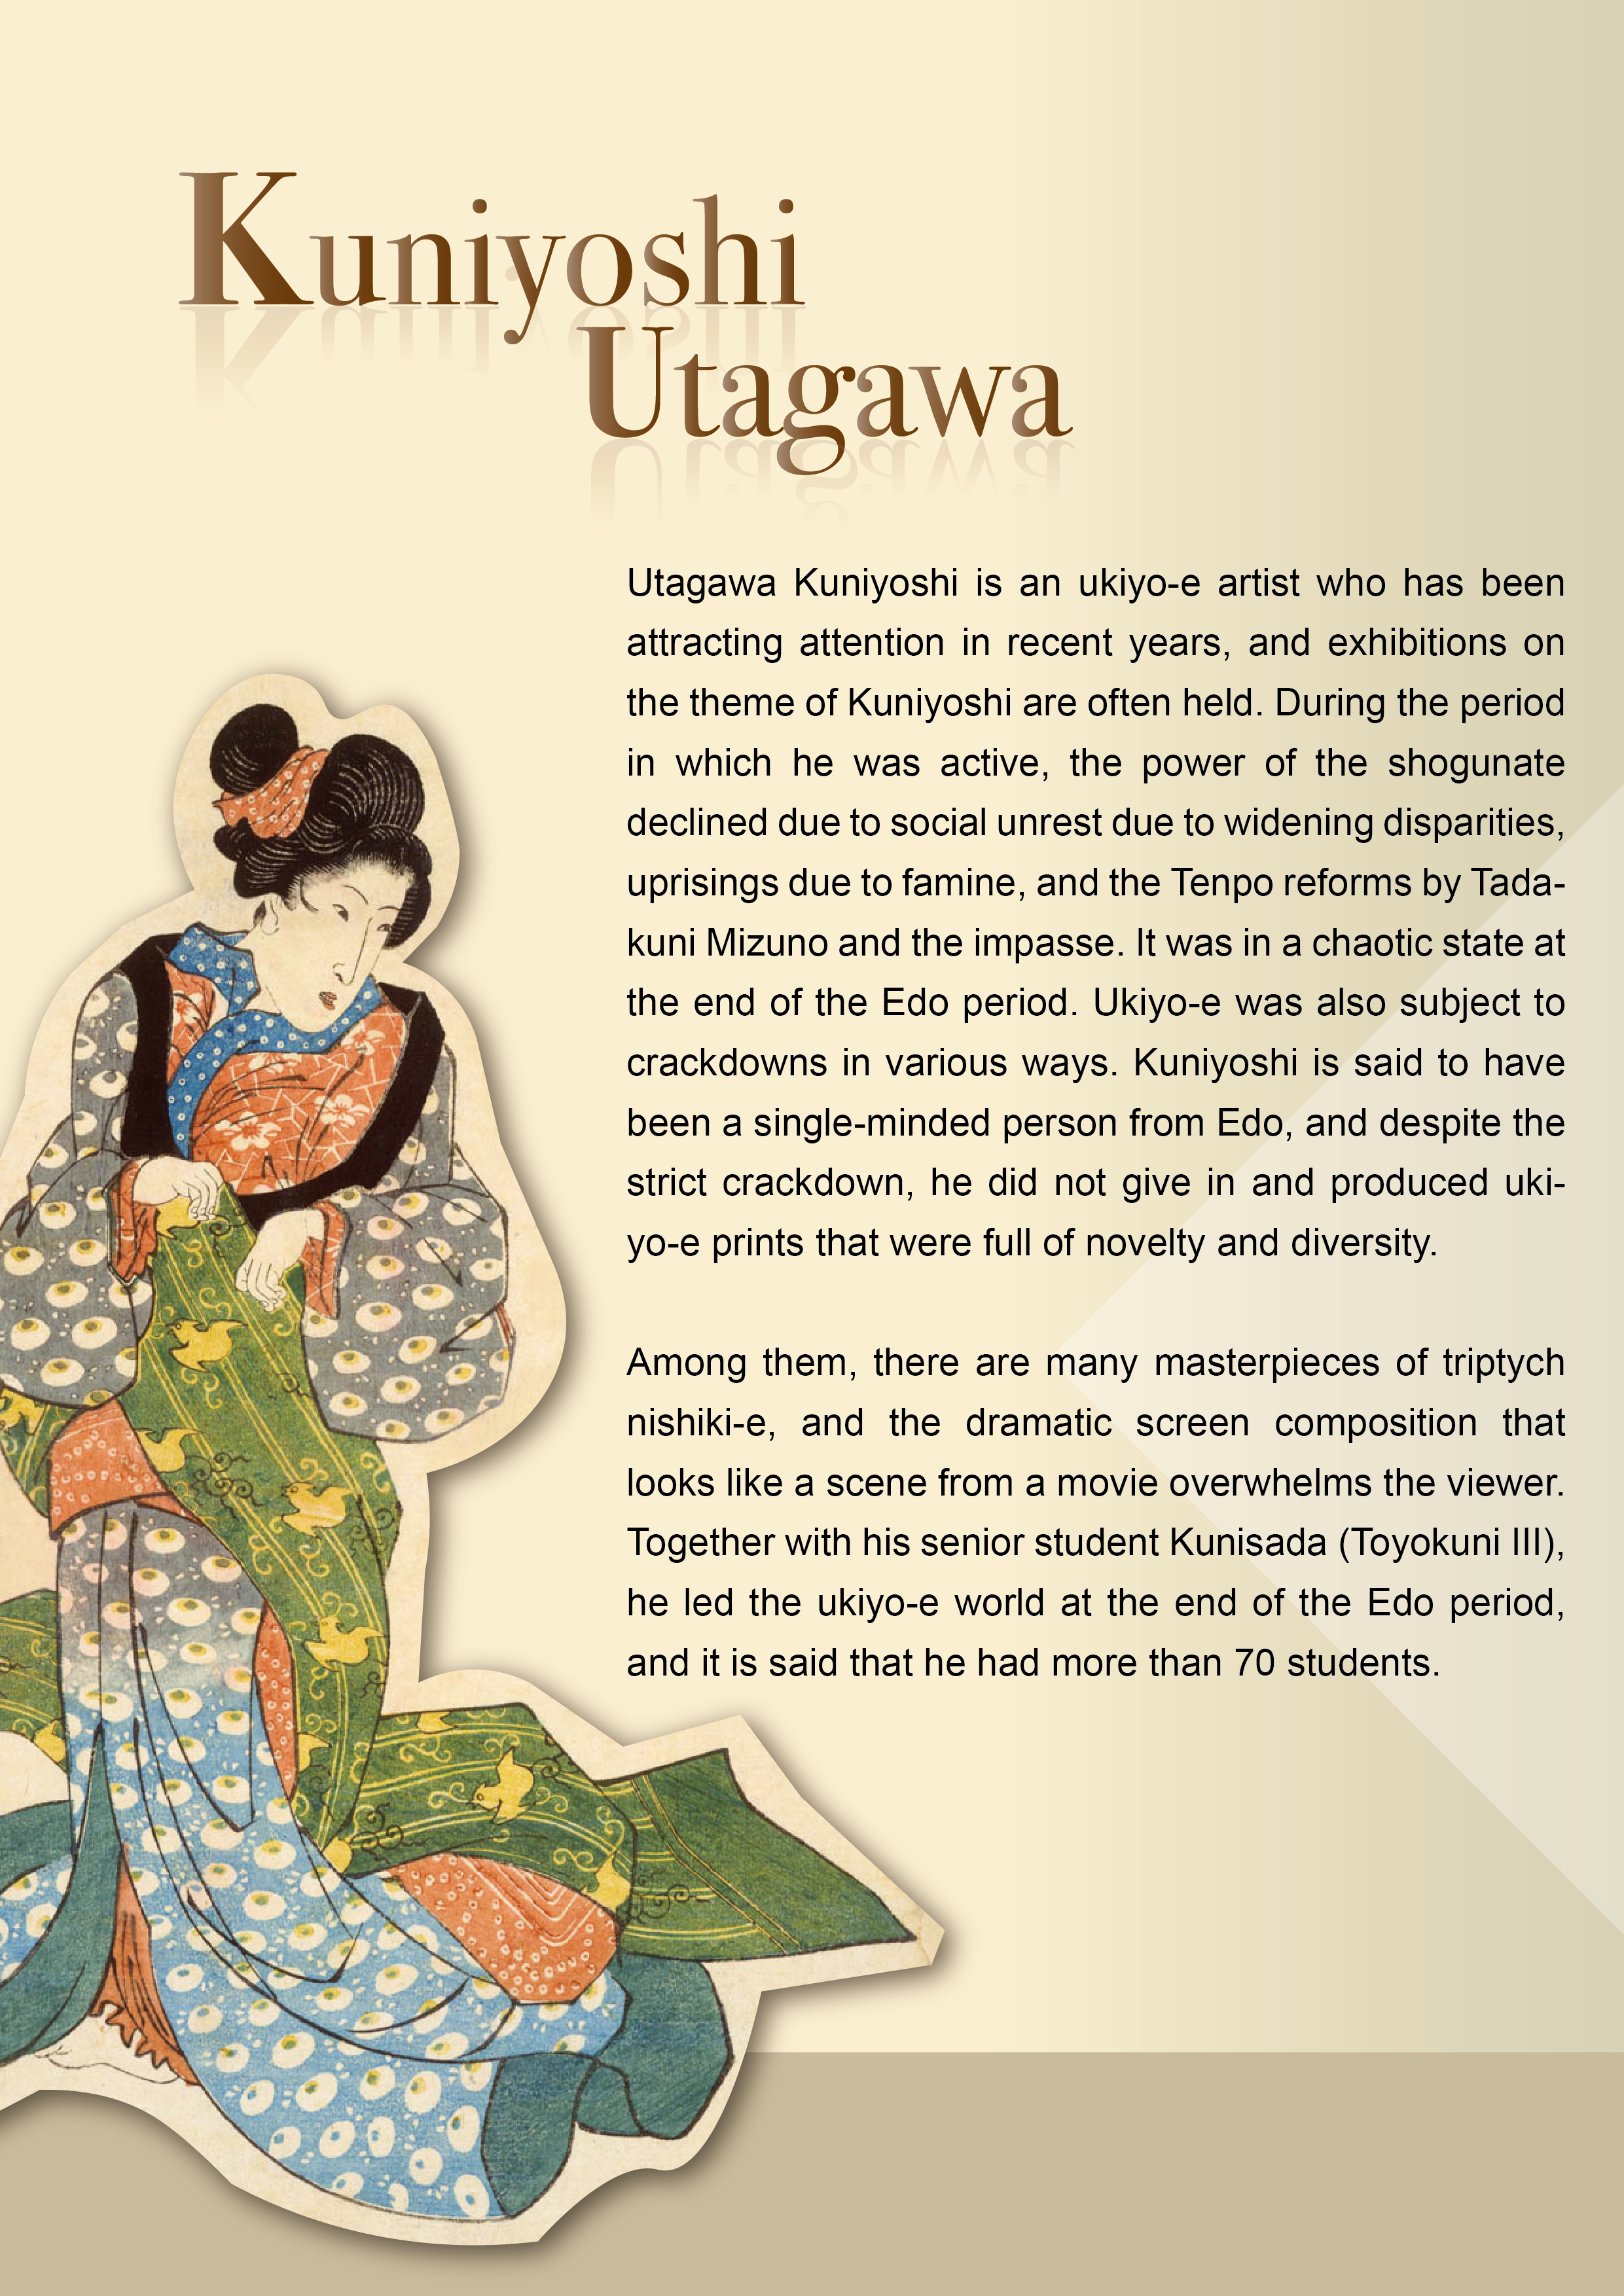 Kuniyoshi
Utagawa
Utagawa Kuniyoshi is an ukiyo-e artist who has been
attracting attention in recent years, and exhibitions on
the theme of Kuniyoshi are often held. During the period
in which he was active, the power of the shogunate
declined due to social unrest due to widening disparities,
uprisings due to famine, and the Tenpo reforms by Tada-
kuni Mizuno and the impasse. It was in a chaotic state at
the end of the Edo period. Ukiyo-e was also subject to
crackdowns in various ways. Kuniyoshi is said to have
been a single-minded person from Edo, and despite the
strict crackdown, he did not give in and produced uki-
yo-e prints that were full of novelty and diversity.
Among them, there are many masterpieces of triptych
nishiki-e, and the dramatic screen composition that
looks like a scene from a movie overwhelms the viewer.
Together with his senior student Kunisada (Toyokuni III),
he led the ukiyo-e world at the end of the Edo period,
and it is said that he had more than 70 students.